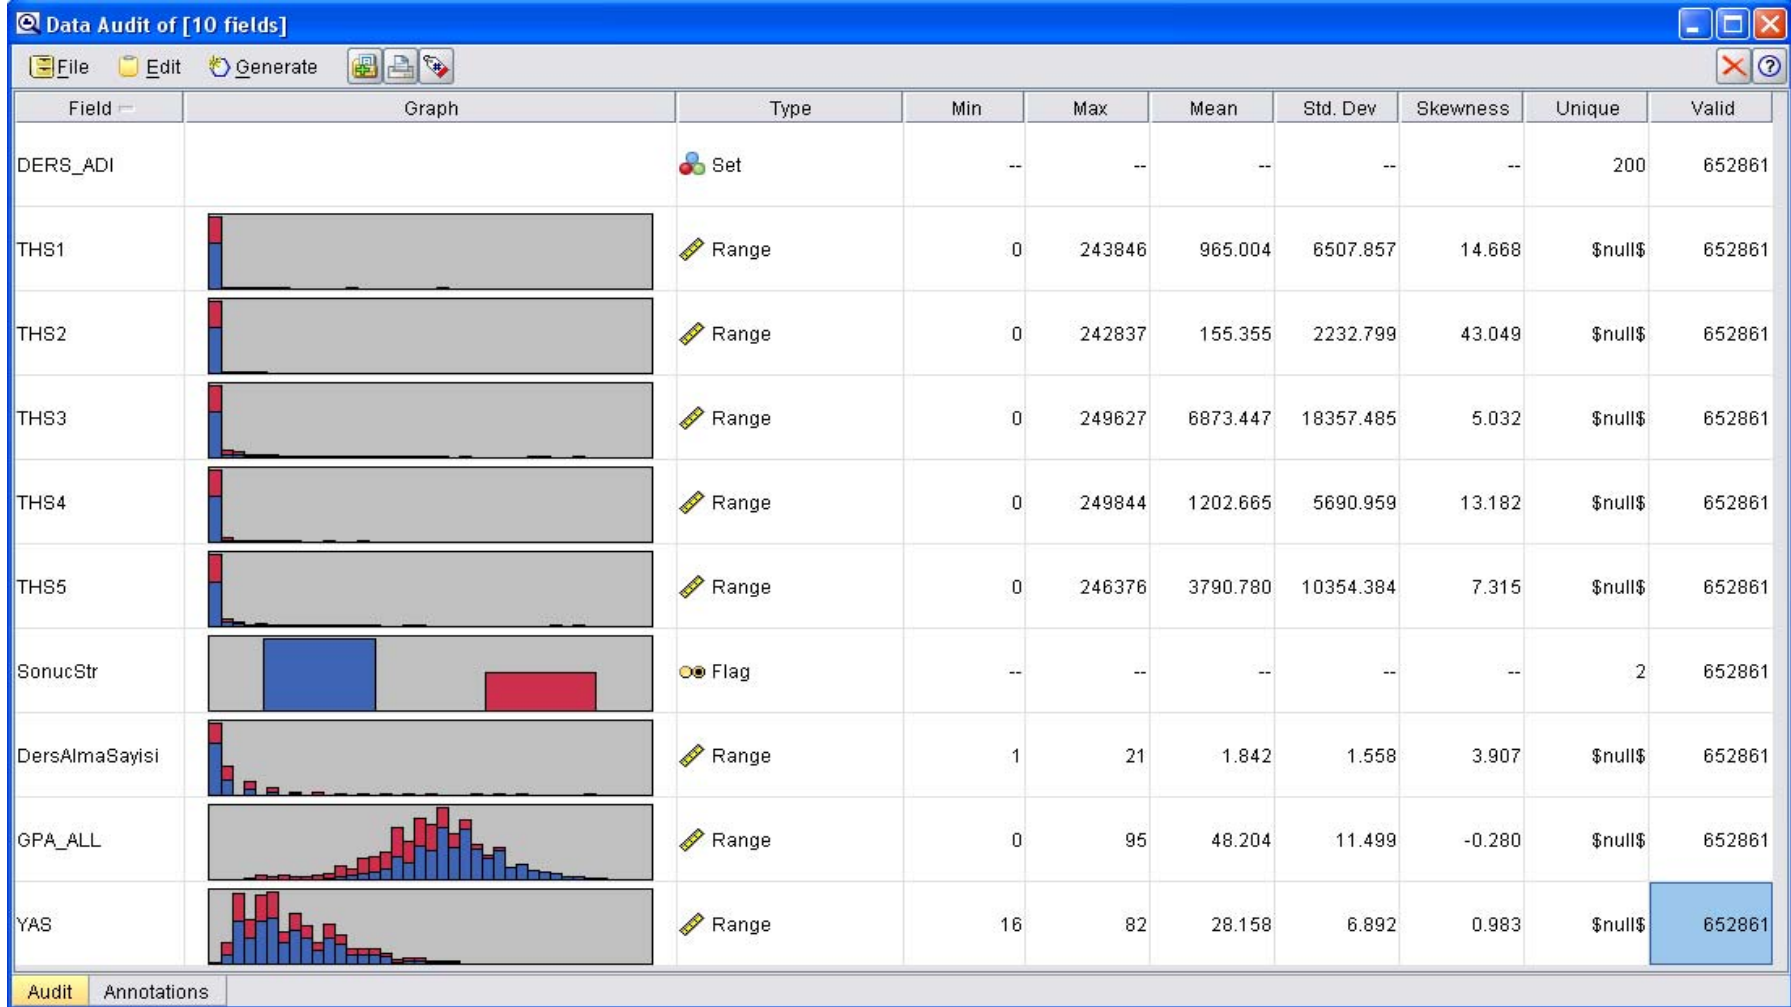 Data Audit of [10 fields]
File Edit Generate
Field Graph Type Min Max Mean Std. Dev Skewness Unique Valid
DERS_ADI Set -- -- -- -- -- 200 652861
THS1 Range 0 243846 965.004 6507.857 14.668 $null$ 652861
THS2 Range 0 242837 155.355 2232.799 43.049 $null$ 652861
THS3 Range 0 249627 6873.447 18357.485 5.032 $null$ 652861
THS4 Range 0 249844 1202.665 5690.959 13.182 $null$ 652861
THS5 Range 0 246376 3790.780 10354.384 7.315 $null$ 652861
SonucStr Flag -- -- -- -- -- 2 652861
DersAlmaSayisi Range 1 21 1.842 1.558 3.907 $null$ 652861
GPA_ALL Range 0 95 48.204 11.499 -0.280 $null$ 652861
YAS Range 16 82 28.158 6.892 0.983 $null$ 652861
Audit Annotations